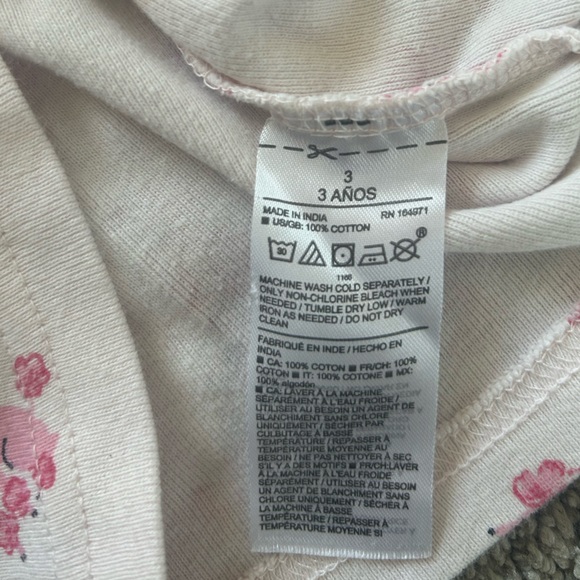 3
3 AÑOS
MADE IN INDIA RN 164971
■ US/GB: 100% COTTON
30
®
1166
MACHINE WASH COLD SEPARATELY /
ONLY NON-CHLORINE BLEACH WHEN
NEEDED / TUMBLE DRY LOW / WARM
IRON AS NEEDED / DO NOT DRY
CLEAN
FABRIQUÉ EN INDE / HECHO EN
INDIA
■ CA: 100% COTON ■ FR/CH: 100%
COTON ■ IT: 100% COTONE ■ MX:
100% algodón
■ CA: LAVER À LA MACHINE
SÉPARÉMENT À L'EAU FROIDE /
UTILISER AU BESOIN UN AGENT DE
BLANCHIMENT SANS CHLORE
UNIQUEMENT / SÉCHER PAR
CULBUTAGE À BASSE
TEMPÉRATURE / REPASSER À
TEMPÉRATURE MOYENNE AU
BESOIN / NE PAS NETTOYER À SEC
S'IL Y A DES MOTIFS ■ FR/CH:LAVER
À LA MACHINE À L'EAU FROIDE
SÉPARÉMENT / UTILISER AU BESOIN
UN AGENT DE BLANCHIMENT SANS
CHLORE UNIQUEMENT / SÉCHER À
LA MACHINE À BASSE
TEMPÉRATURE / REPASSER À
TEMPÉRATURE MOYENNE SI